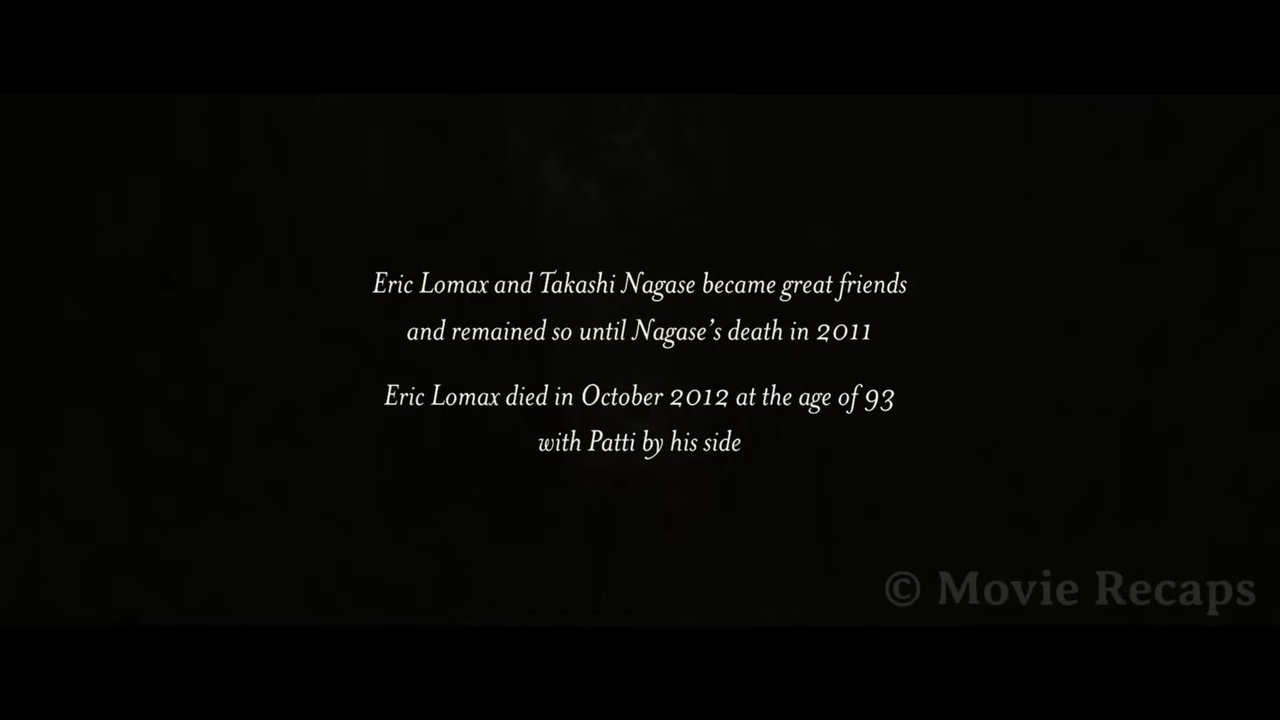 Eric Lomax and Takashi Nagase became great friends
and remained so until Nagase's death in 2011
Eric Lomax died in October 2012 at the age of 93
with Patti by his side
© Movie Recaps